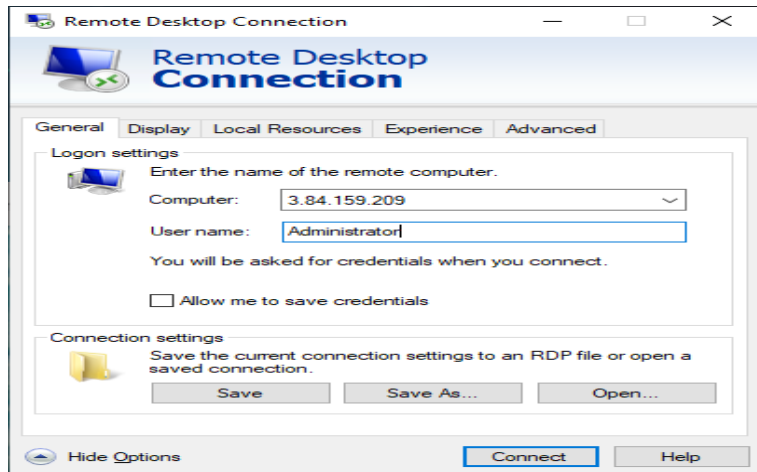 Remote Desktop Connection
Remote Desktop
Connection
General Display Local Resources Experience Advanced
Logon settings
Enter the name of the remote computer.
Computer: 3.84.159.209
User name: Administrator
You will be asked for credentials when you connect.
Allow me to save credentials
Connection settings
Save the current connection settings to an RDP file or open a
saved connection.
Save Save As... Open...
Hide Options Connect Help